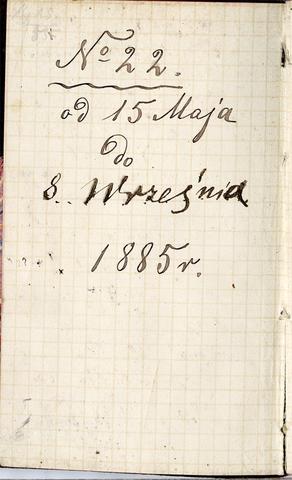 No 22.
od 15 Maja
do
8. Września
1885 r.